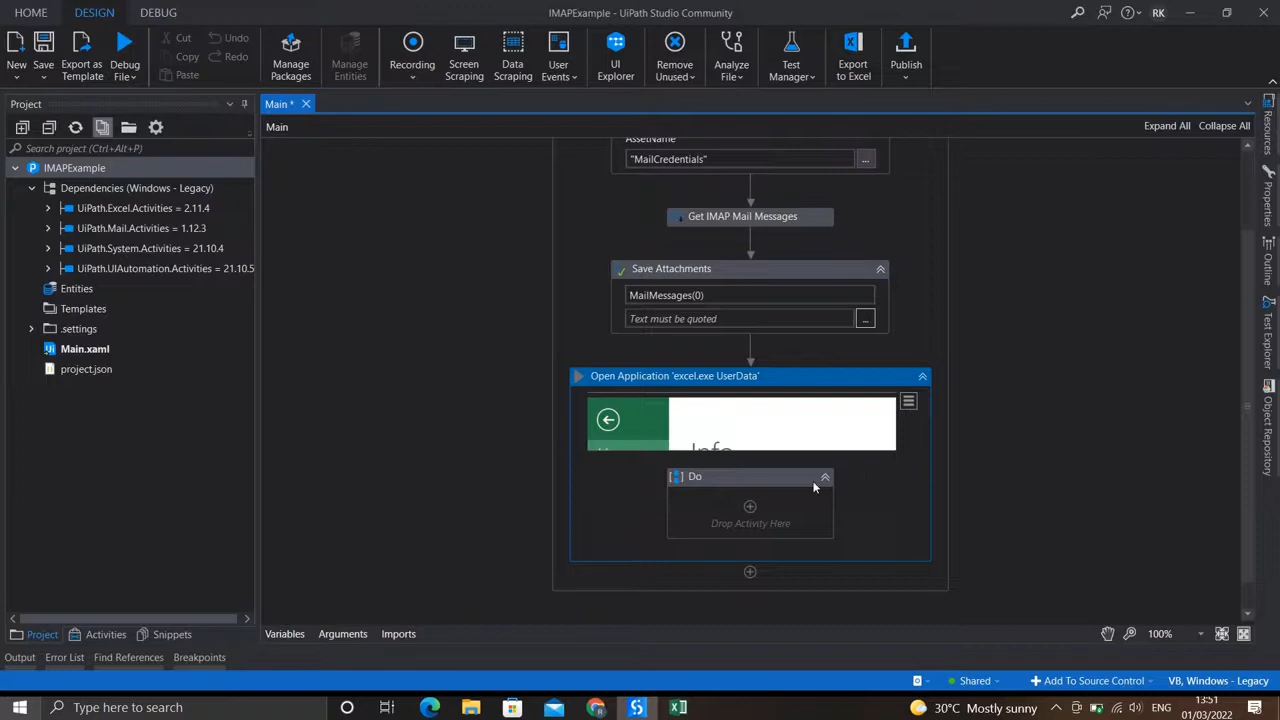 HOME DESIGN DEBUG IMAPExample - UiPath Studio Community RK
New Save Export as Template Debug File Cut Copy Paste Undo Redo Manage Packages Manage Entities Recording Screen Scraping Data Scraping User Events UI Explorer Remove Unused Analyze File Test Manager Export to Excel Publish
Project
Main *
Main Expand All Collapse All
Search project (Ctrl+Alt+P)
IMAPExample
Dependencies (Windows - Legacy)
UiPath.Excel.Activities = 2.11.4
UiPath.Mail.Activities = 1.12.3
UiPath.System.Activities = 21.10.4
UiPath.UIAutomation.Activities = 21.10.5
Entities
Templates
.settings
Main.xaml
project.json
AssetName
"MailCredentials"
...
Get IMAP Mail Messages
Save Attachments
MailMessages(0)
Text must be quoted
...
Open Application 'excel.exe UserData'
Info
Do
Drop Activity Here
Resources
Properties
Outline
Test Explorer
Object Repository
Project Activities Snippets
Variables Arguments Imports 100%
Output Error List Find References Breakpoints
0 Shared Add To Source Control VB, Windows - Legacy
Type here to search 30°C Mostly sunny ENG 13:51
01/03/2022